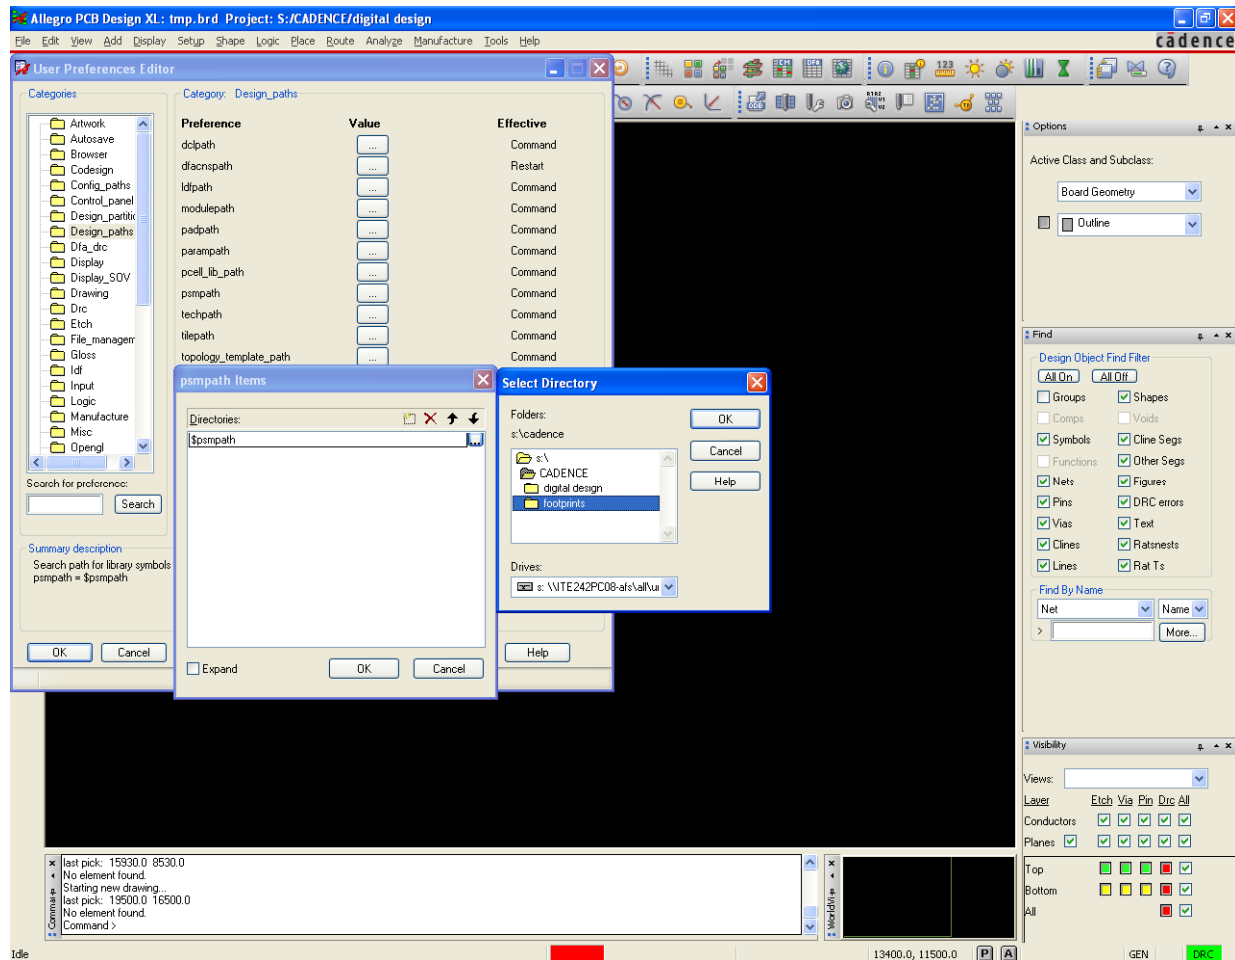 Allegro PCB Design XL: tmp.brd Project: S:/CADENCE/digital design
File Edit View Add Display Setup Shape Logic Place Route Analyze Manufacture Tools Help
cādence
User Preferences Editor
Categories
Artwork
Autosave
Browser
Codesign
Config_paths
Control_panel
Design_partitic
Design_paths
Dfa_drc
Display
Display_SOV
Drawing
Drc
Etch
File_managem
Gloss
Idf
Input
Logic
Manufacture
Misc
Opengl
Search for preference:
Search
Summary description
Search path for library symbols
psmpath = $psmpath
OK Cancel
Category: Design_paths
Preference Value Effective
dclpath ... Command
dfacnspath ... Restart
ldfpath ... Command
modulepath ... Command
padpath ... Command
parampath ... Command
pcell_lib_path ... Command
psmpath ... Command
techpath ... Command
tilepath ... Command
topology_template_path ... Command
Help
psmpath Items
Directories:
$psmpath ...
Expand OK Cancel
Select Directory
Folders:
s:\cadence
s:\
CADENCE
digital design
footprints
OK
Cancel
Help
Drives:
s: \\ITE242PC08-afs\all\u
123
Options
Active Class and Subclass:
Board Geometry
Outline
Find
Design Object Find Filter
All On All Off
Groups Shapes
Comps Voids
Symbols Cline Segs
Functions Other Segs
Nets Figures
Pins DRC errors
Vias Text
Clines Ratsnests
Lines Rat Ts
Find By Name
Net Name
> More...
Visibility
Views:
Layer Etch Via Pin Drc All
Conductors
Planes
Top
Bottom
All
last pick: 15930.0 8530.0
No element found.
Starting new drawing...
last pick: 19500.0 16500.0
No element found.
Command >
WorldVi
Idle
13400.0, 11500.0 P A GEN DRC